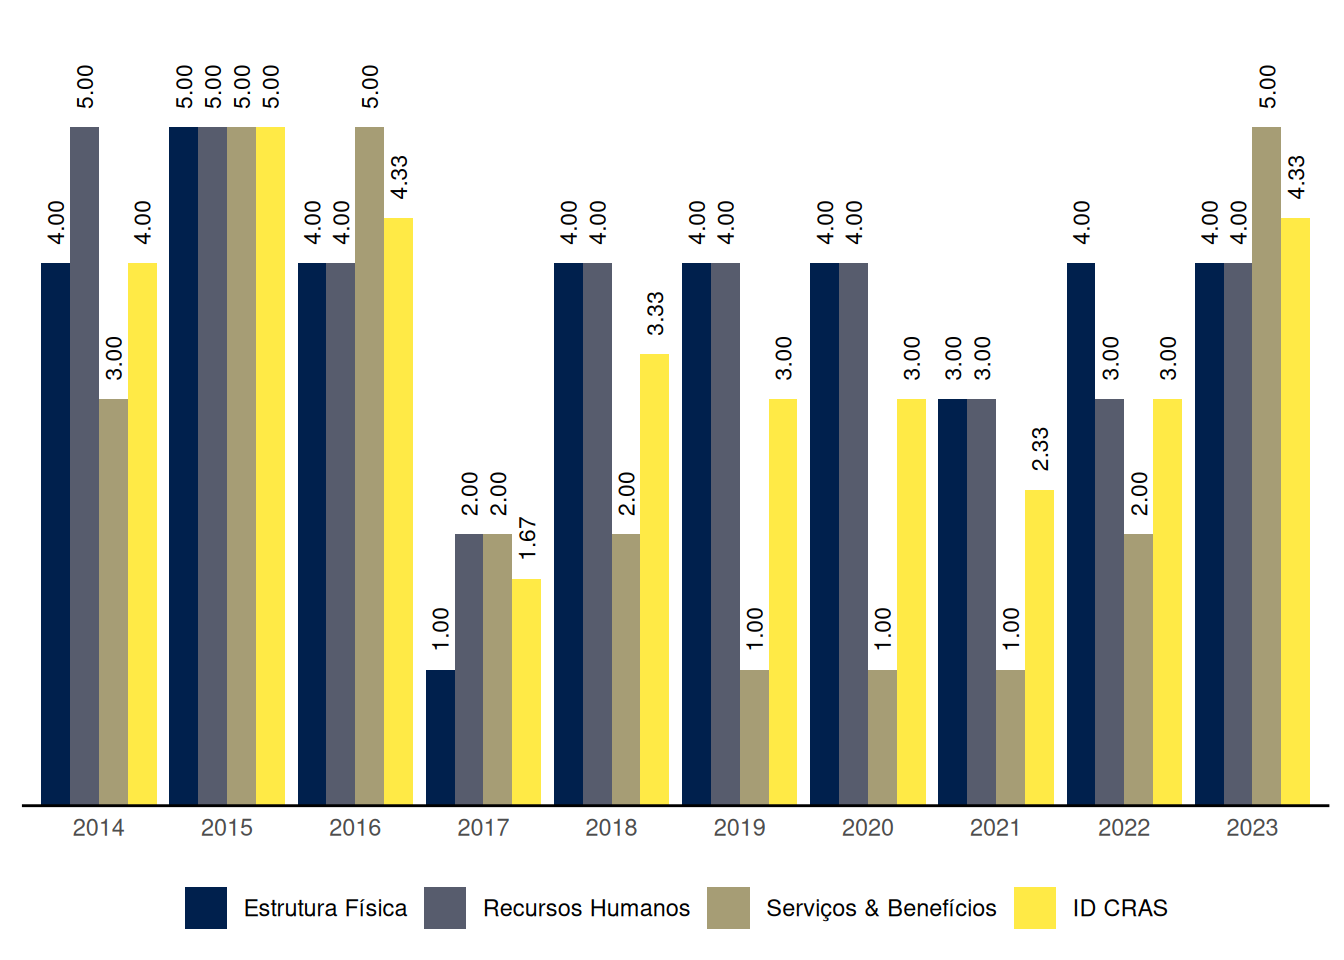 4.00 5.00 3.00 4.00
5.00 5.00 5.00 5.00
4.00 4.00 5.00 4.33
1.00 2.00 2.00 1.67
4.00 4.00 2.00 3.33
4.00 4.00 1.00 3.00
4.00 4.00 1.00 3.00
3.00 3.00 1.00 2.33
4.00 3.00 2.00 3.00
4.00 4.00 5.00 4.33
2014 2015 2016 2017 2018 2019 2020 2021 2022 2023
Estrutura Física Recursos Humanos Serviços & Benefícios ID CRAS